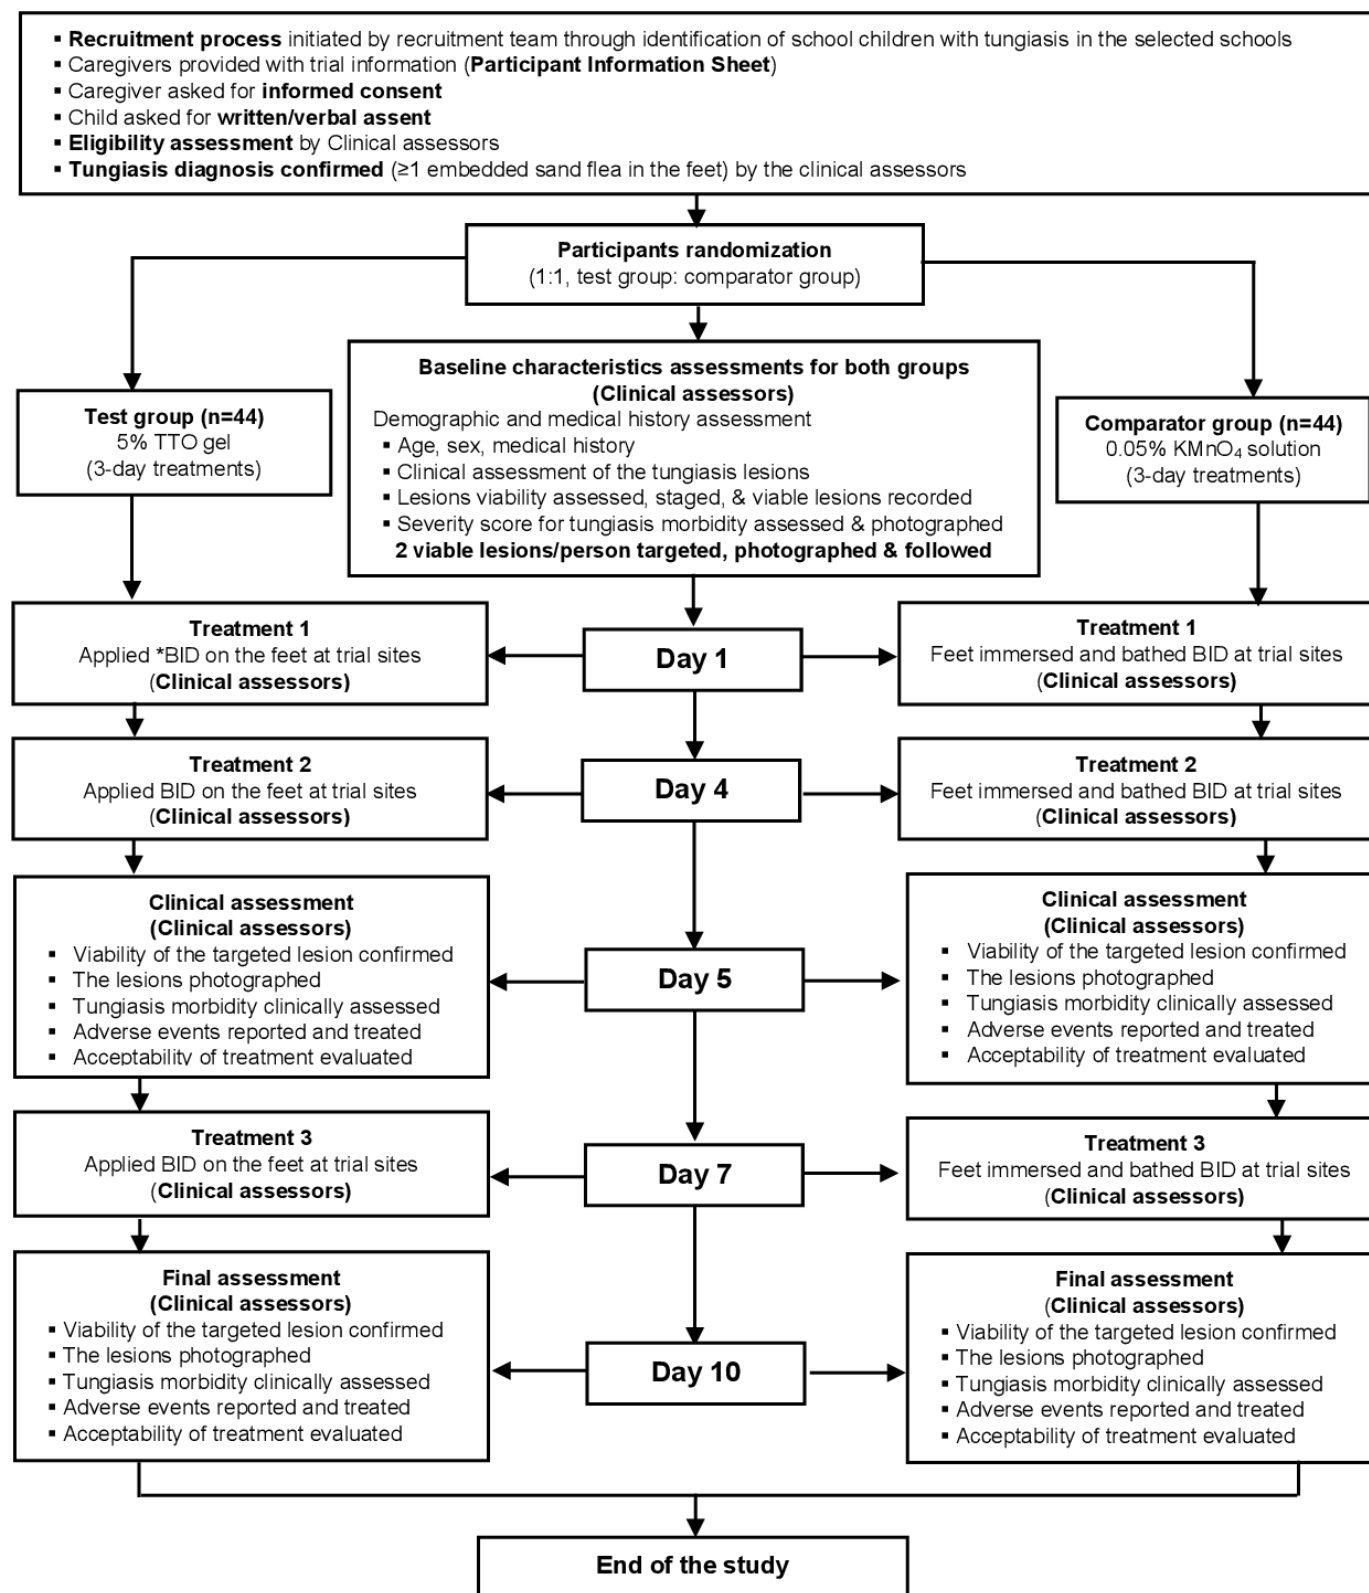 ▪ Recruitment process initiated by recruitment team through identification of school children with tungiasis in the selected schools
▪ Caregivers provided with trial information (Participant Information Sheet)
▪ Caregiver asked for informed consent
▪ Child asked for written/verbal assent
▪ Eligibility assessment by Clinical assessors
▪ Tungiasis diagnosis confirmed (≥1 embedded sand flea in the feet) by the clinical assessors
Participants randomization
(1:1, test group: comparator group)
Baseline characteristics assessments for both groups
(Clinical assessors)
Demographic and medical history assessment
▪ Age, sex, medical history
▪ Clinical assessment of the tungiasis lesions
▪ Lesions viability assessed, staged, & viable lesions recorded
▪ Severity score for tungiasis morbidity assessed & photographed
2 viable lesions/person targeted, photographed & followed
Test group (n=44)
5% TTO gel
(3-day treatments)
Comparator group (n=44)
0.05% KMnO₄ solution
(3-day treatments)
Treatment 1
Applied *BID on the feet at trial sites
(Clinical assessors)
Day 1
Treatment 1
Feet immersed and bathed BID at trial sites
(Clinical assessors)
Treatment 2
Applied BID on the feet at trial sites
(Clinical assessors)
Day 4
Treatment 2
Feet immersed and bathed BID at trial sites
(Clinical assessors)
Clinical assessment
(Clinical assessors)
▪ Viability of the targeted lesion confirmed
▪ The lesions photographed
▪ Tungiasis morbidity clinically assessed
▪ Adverse events reported and treated
▪ Acceptability of treatment evaluated
Day 5
Clinical assessment
(Clinical assessors)
▪ Viability of the targeted lesion confirmed
▪ The lesions photographed
▪ Tungiasis morbidity clinically assessed
▪ Adverse events reported and treated
▪ Acceptability of treatment evaluated
Treatment 3
Applied BID on the feet at trial sites
(Clinical assessors)
Day 7
Treatment 3
Feet immersed and bathed BID at trial sites
(Clinical assessors)
Final assessment
(Clinical assessors)
▪ Viability of the targeted lesion confirmed
▪ The lesions photographed
▪ Tungiasis morbidity clinically assessed
▪ Adverse events reported and treated
▪ Acceptability of treatment evaluated
Day 10
Final assessment
(Clinical assessors)
▪ Viability of the targeted lesion confirmed
▪ The lesions photographed
▪ Tungiasis morbidity clinically assessed
▪ Adverse events reported and treated
▪ Acceptability of treatment evaluated
End of the study